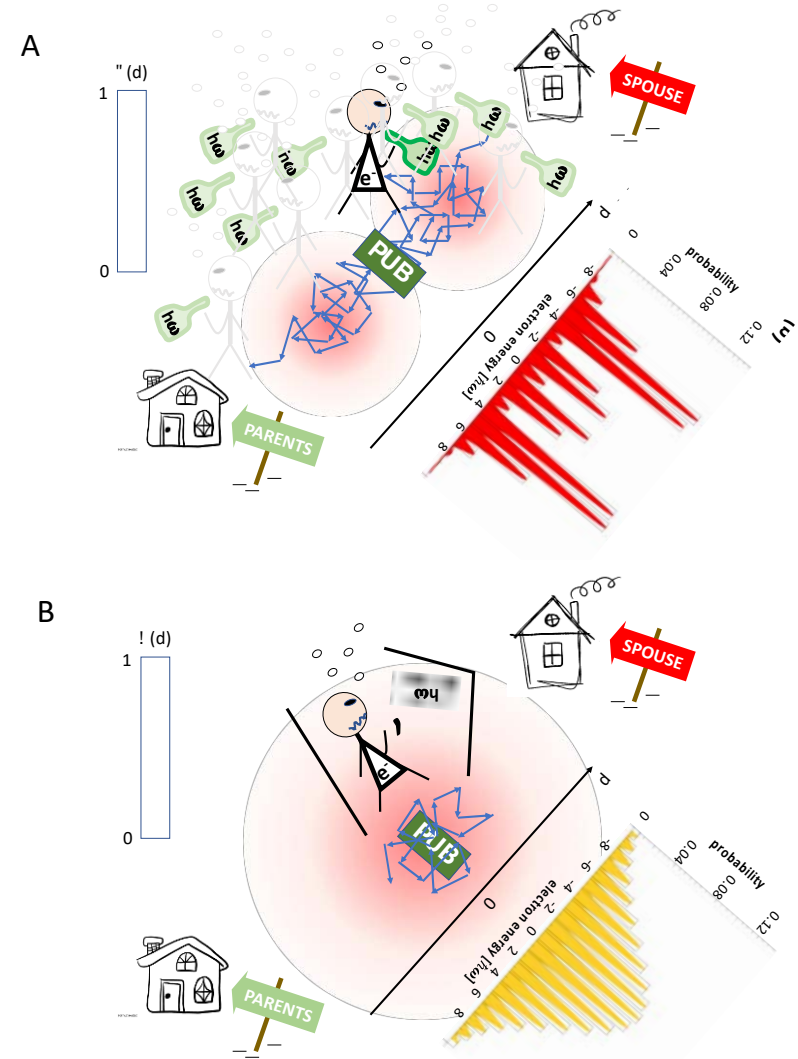 A
" (d)
1
0
SPOUSE
ħω
ħω
ħω
ħω
ħω
ħω
ħω
ħω
e-
PUB
PARENTS
d
0
0
0.04
0.08
0.12
probability
(n)
-8
-6
-4
-2
0
2
4
6
8
electron energy [ħω]
B
! (d)
1
0
SPOUSE
ħω
e-
,
PUB
PARENTS
d
0
0
0.04
0.08
0.12
probability
-8
-6
-4
-2
0
2
4
6
8
electron energy [ħω]